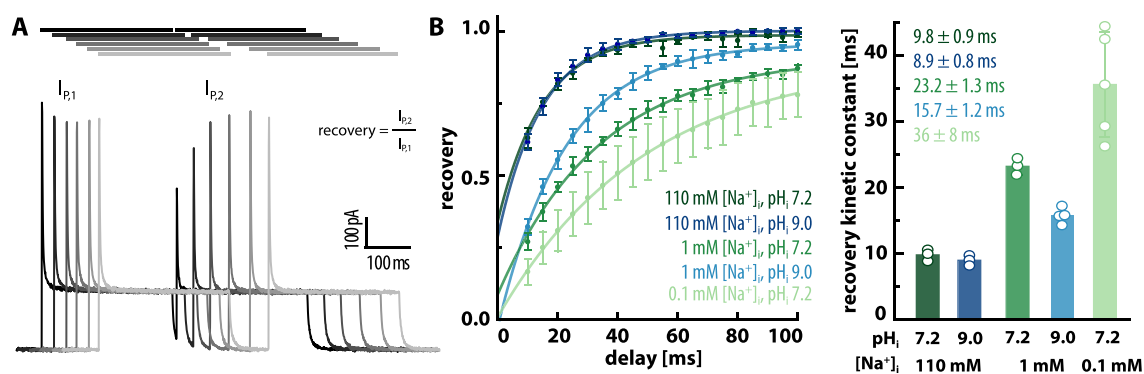 A
I_P,1
I_P,2
recovery = I_P,2 / I_P,1
100 pA
100 ms
B
recovery
1.0
0.5
0.0
110 mM [Na⁺]ᵢ, pHᵢ 7.2
110 mM [Na⁺]ᵢ, pHᵢ 9.0
1 mM [Na⁺]ᵢ, pHᵢ 7.2
1 mM [Na⁺]ᵢ, pHᵢ 9.0
0.1 mM [Na⁺]ᵢ, pHᵢ 7.2
0 20 40 60 80 100
delay [ms]
recovery kinetic constant [ms]
40
30
20
10
0
9.8 ± 0.9 ms
8.9 ± 0.8 ms
23.2 ± 1.3 ms
15.7 ± 1.2 ms
36 ± 8 ms
pHᵢ 7.2 9.0 7.2 9.0 7.2
[Na⁺]ᵢ 110 mM 1 mM 0.1 mM